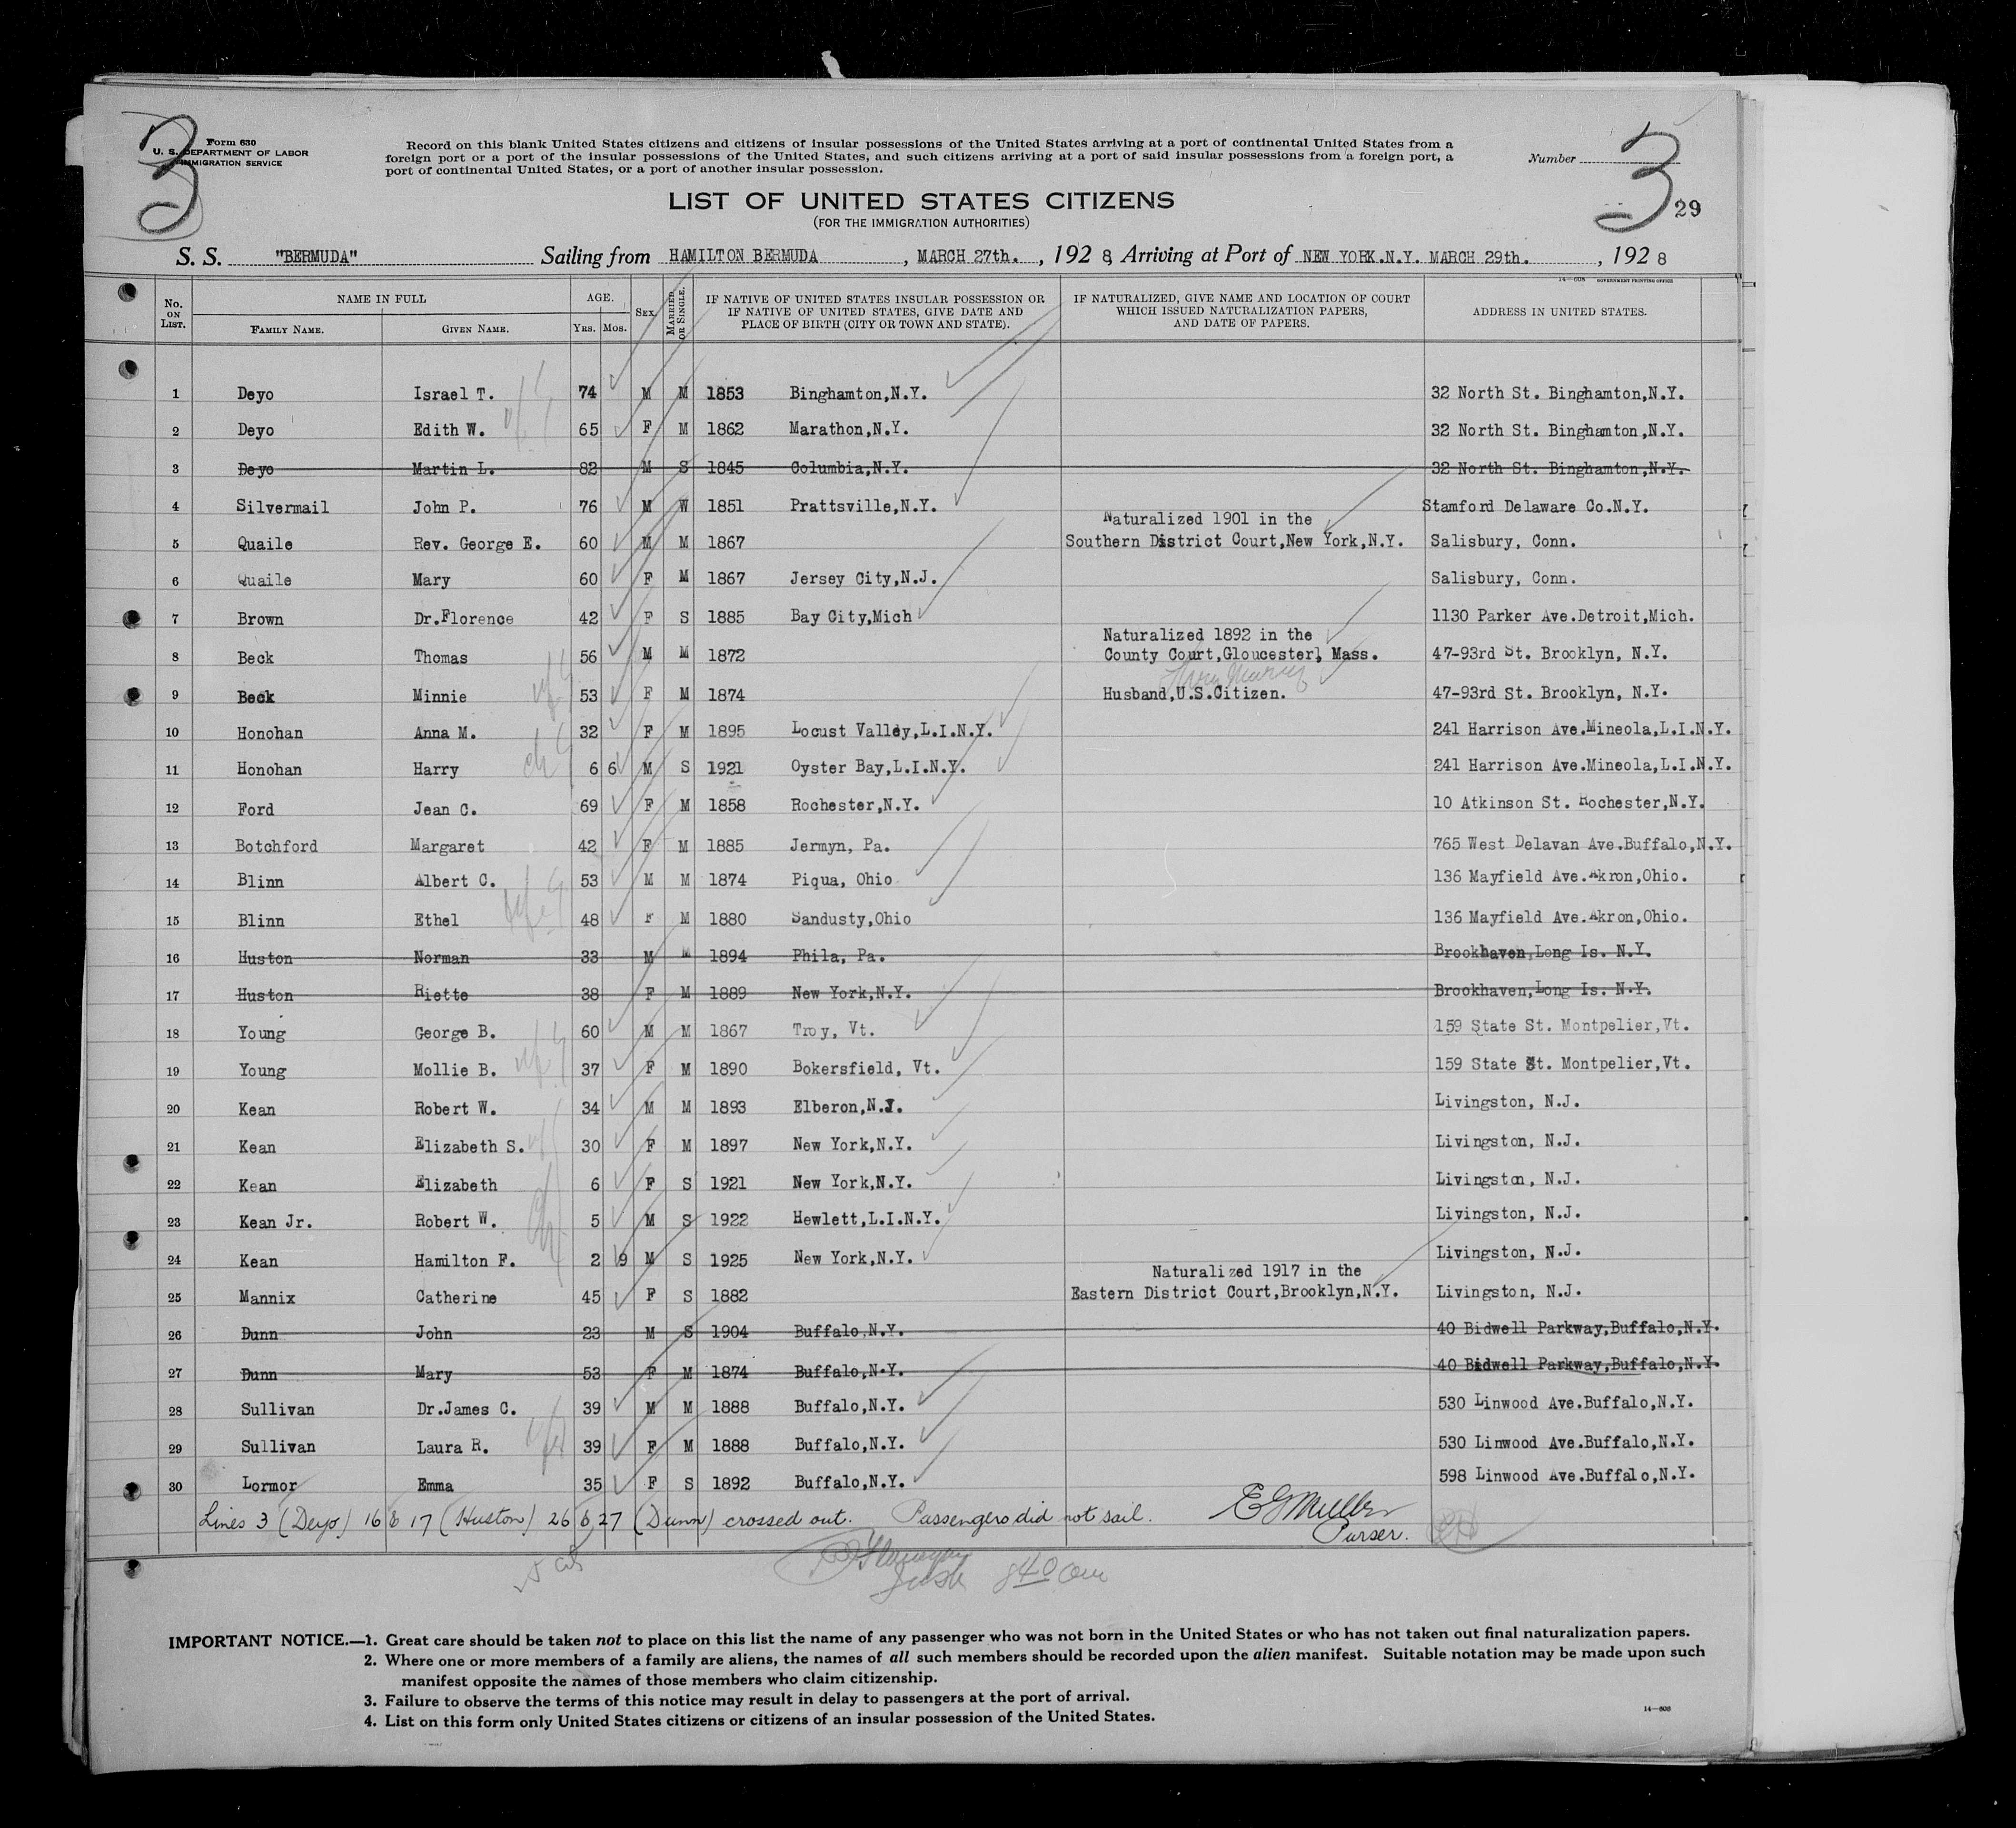 3
Form 630
U. S. DEPARTMENT OF LABOR
IMMIGRATION SERVICE
Record on this blank United States citizens and citizens of insular possessions of the United States arriving at a port of continental United States from a
foreign port or a port of the insular possessions of the United States, and such citizens arriving at a port of said insular possessions from a foreign port, a
port of continental United States, or a port of another insular possession.
Number
3
29
LIST OF UNITED STATES CITIZENS
(FOR THE IMMIGRATION AUTHORITIES)
S. S. "BERMUDA" Sailing from HAMILTON BERMUDA, MARCH 27th., 1928, Arriving at Port of NEW YORK.N.Y. MARCH 29th., 1928
14—608 GOVERNMENT PRINTING OFFICE
No. ON LIST. NAME IN FULL FAMILY NAME. GIVEN NAME. AGE. YRS. MOS. SEX. MARRIED OR SINGLE. IF NATIVE OF UNITED STATES INSULAR POSSESSION OR IF NATIVE OF UNITED STATES, GIVE DATE AND PLACE OF BIRTH (CITY OR TOWN AND STATE). IF NATURALIZED, GIVE NAME AND LOCATION OF COURT WHICH ISSUED NATURALIZATION PAPERS, AND DATE OF PAPERS. ADDRESS IN UNITED STATES.
1 Deyo Israel T. 74 M M 1853 Binghamton,N.Y. 32 North St. Binghamton,N.Y.
2 Deyo Edith W. 65 F M 1862 Marathon,N.Y. 32 North St. Binghamton,N.Y.
3 Deyo Martin L. 82 M S 1845 Columbia,N.Y. 32 North St. Binghamton,N.Y.
4 Silvermail John P. 76 M W 1851 Prattsville,N.Y. Stamford Delaware Co.N.Y.
Naturalized 1901 in the
5 Quaile Rev. George E. 60 M M 1867 Southern District Court,New York,N.Y. Salisbury, Conn.
6 Quaile Mary 60 F M 1867 Jersey City,N.J. Salisbury, Conn.
7 Brown Dr.Florence 42 F S 1885 Bay City,Mich 1130 Parker Ave.Detroit,Mich.
Naturalized 1892 in the
8 Beck Thomas 56 M M 1872 County Court,Gloucester, Mass. 47-93rd St. Brooklyn, N.Y.
9 Beck Minnie 53 F M 1874 Husband,U.S.Citizen. 47-93rd St. Brooklyn, N.Y.
10 Honohan Anna M. 32 F M 1895 Locust Valley,L.I.N.Y. 241 Harrison Ave.Mineola,L.I.N.Y.
11 Honohan Harry 6 6 M S 1921 Oyster Bay,L.I.N.Y. 241 Harrison Ave.Mineola,L.I.N.Y.
12 Ford Jean C. 69 F M 1858 Rochester,N.Y. 10 Atkinson St. Rochester,N.Y.
13 Botchford Margaret 42 F M 1885 Jermyn, Pa. 765 West Delavan Ave.Buffalo,N.Y.
14 Blinn Albert C. 53 M M 1874 Piqua, Ohio 136 Mayfield Ave.Akron,Ohio.
15 Blinn Ethel 48 F M 1880 Sandusty,Ohio 136 Mayfield Ave.Akron,Ohio.
16 Huston Norman 33 M M 1894 Phila, Pa. Brookhaven,Long Is. N.Y.
17 Huston Riette 38 F M 1889 New York,N.Y. Brookhaven,Long Is. N.Y.
18 Young George B. 60 M M 1867 Troy, Vt. 159 State St. Montpelier,Vt.
19 Young Mollie B. 37 F M 1890 Bokersfield, Vt. 159 State St. Montpelier,Vt.
20 Kean Robert W. 34 M M 1893 Elberon,N.J. Livingston, N.J.
21 Kean Elizabeth S. 30 F M 1897 New York,N.Y. Livingston, N.J.
22 Kean Elizabeth 6 F S 1921 New York,N.Y. Livingston, N.J.
23 Kean Jr. Robert W. 5 M S 1922 Hewlett,L.I.N.Y. Livingston, N.J.
24 Kean Hamilton F. 2 9 M S 1925 New York,N.Y. Livingston, N.J.
Naturalized 1917 in the
25 Mannix Catherine 45 F S 1882 Eastern District Court,Brooklyn,N.Y. Livingston, N.J.
26 Dunn John 23 M S 1904 Buffalo,N.Y. 40 Bidwell Parkway,Buffalo,N.Y.
27 Dunn Mary 53 F M 1874 Buffalo,N.Y. 40 Bidwell Parkway,Buffalo,N.Y.
28 Sullivan Dr.James C. 39 M M 1888 Buffalo,N.Y. 530 Linwood Ave.Buffalo,N.Y.
29 Sullivan Laura R. 39 F M 1888 Buffalo,N.Y. 530 Linwood Ave.Buffalo,N.Y.
30 Lormor Emma 35 F S 1892 Buffalo,N.Y. 598 Linwood Ave.Buffalo,N.Y.
Lines 3 (Deyo) 16 & 17 (Huston) 26 & 27 (Dunn) crossed out. Passengers did not sail. E G Muller
Purser.
840 am
IMPORTANT NOTICE.—1. Great care should be taken not to place on this list the name of any passenger who was not born in the United States or who has not taken out final naturalization papers.
2. Where one or more members of a family are aliens, the names of all such members should be recorded upon the alien manifest. Suitable notation may be made upon such
manifest opposite the names of those members who claim citizenship.
3. Failure to observe the terms of this notice may result in delay to passengers at the port of arrival.
4. List on this form only United States citizens or citizens of an insular possession of the United States.
14—608